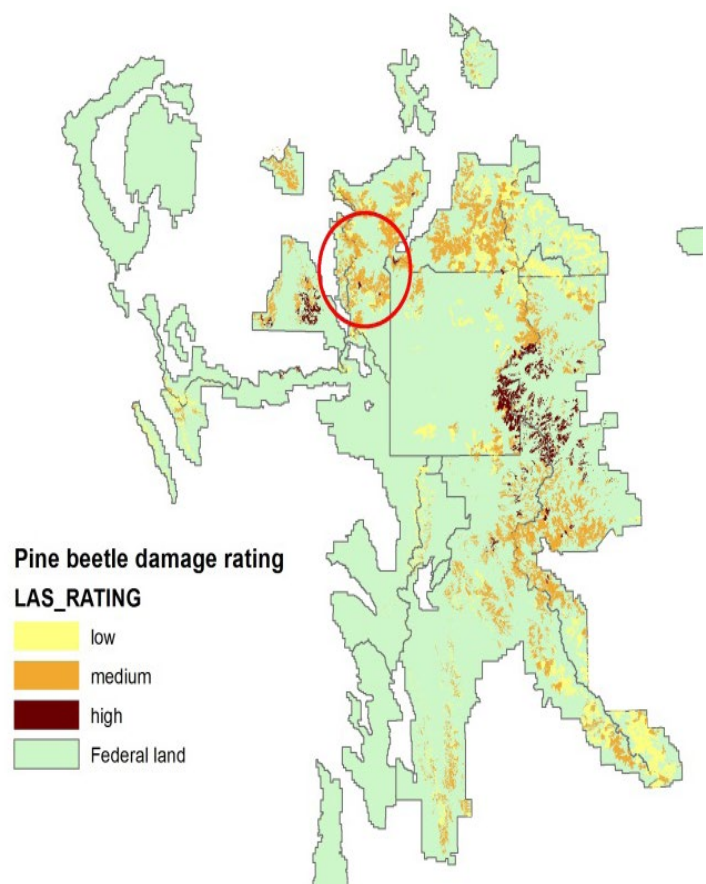 Pine beetle damage rating
LAS_RATING
low
medium
high
Federal land